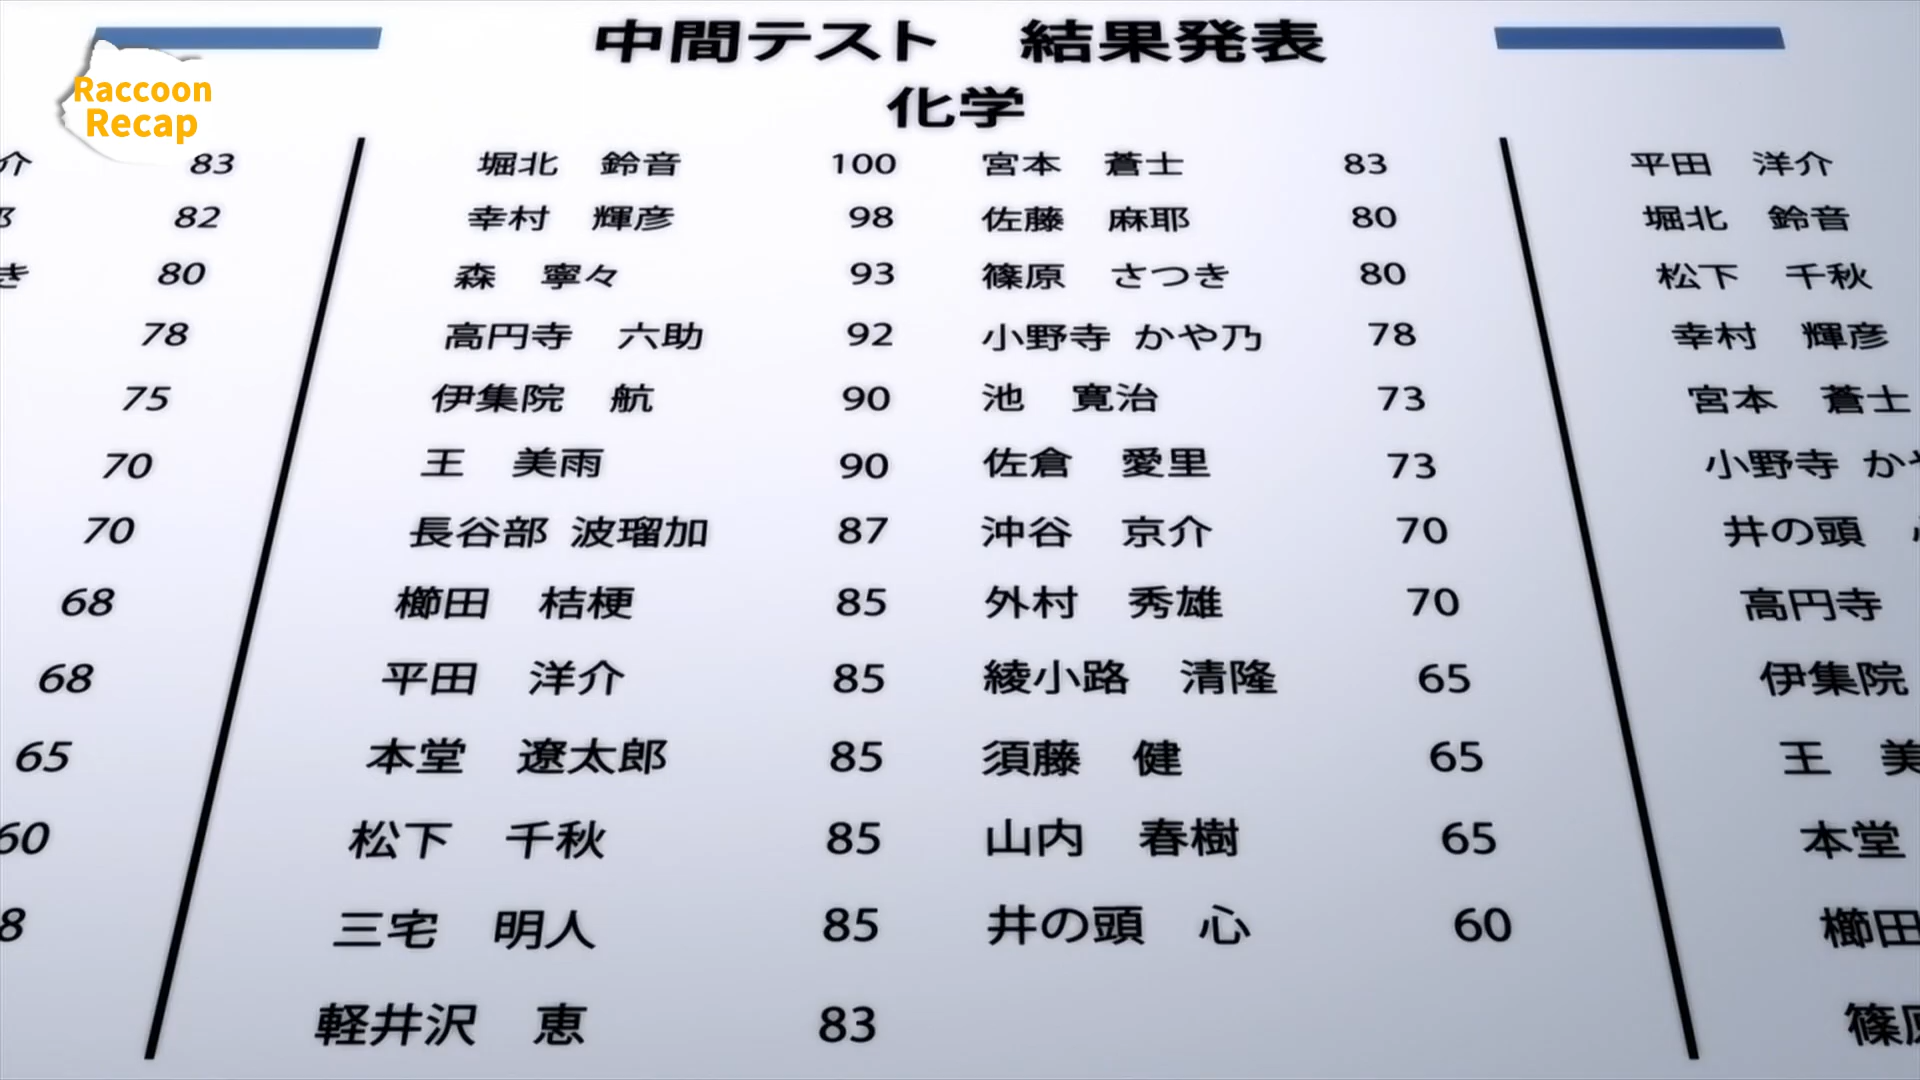 中間テスト　結果発表
Raccoon
Recap
化学
介 83
82
き 80
78
75
70
70
68
68
65
60
8
堀北　鈴音 100
幸村　輝彦 98
森　寧々 93
高円寺　六助 92
伊集院　航 90
王　美雨 90
長谷部 波瑠加 87
櫛田　桔梗 85
平田　洋介 85
本堂　遼太郎 85
松下　千秋 85
三宅　明人 85
軽井沢　恵 83
宮本　蒼士 83
佐藤　麻耶 80
篠原　さつき 80
小野寺 かや乃 78
池　寛治 73
佐倉　愛里 73
沖谷　京介 70
外村　秀雄 70
綾小路　清隆 65
須藤　健 65
山内　春樹 65
井の頭　心 60
平田　洋介
堀北　鈴音
松下　千秋
幸村　輝彦
宮本　蒼士
小野寺 か
井の頭
高円寺
伊集院
王　美
本堂
櫛田
篠